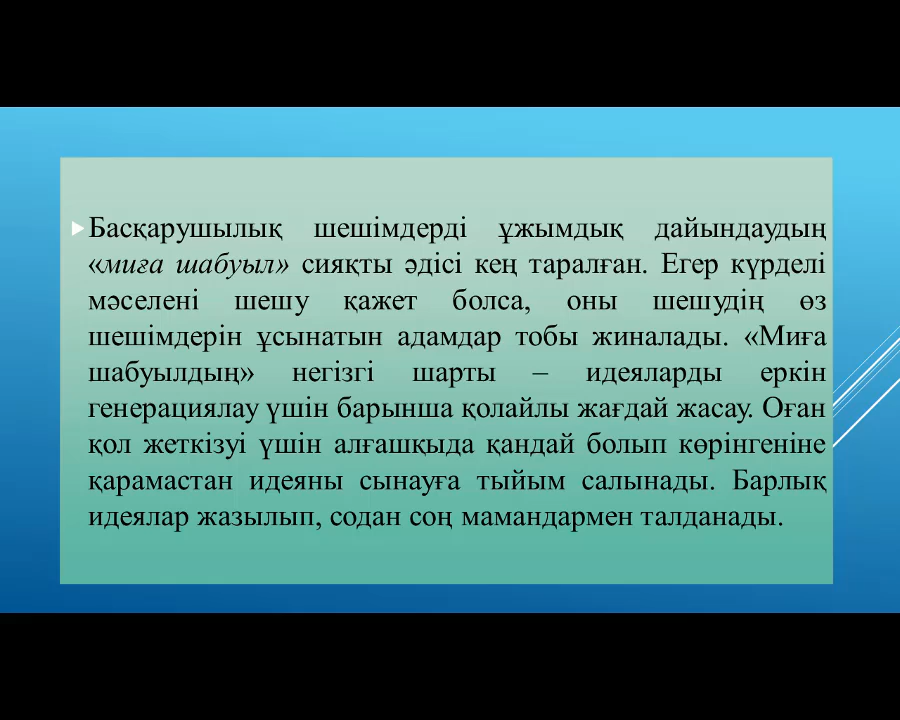 Басқарушылық шешімдерді ұжымдық дайындаудың
«миға шабуыл» сияқты әдісі кең таралған. Егер күрделі
мәселені шешу қажет болса, оны шешудің өз
шешімдерін ұсынатын адамдар тобы жиналады. «Миға
шабуылдың» негізгі шарты – идеяларды еркін
генерациялау үшін барынша қолайлы жағдай жасау. Оған
қол жеткізуі үшін алғашқыда қандай болып көрінгеніне
қарамастан идеяны сынауға тыйым салынады. Барлық
идеялар жазылып, содан соң мамандармен талданады.